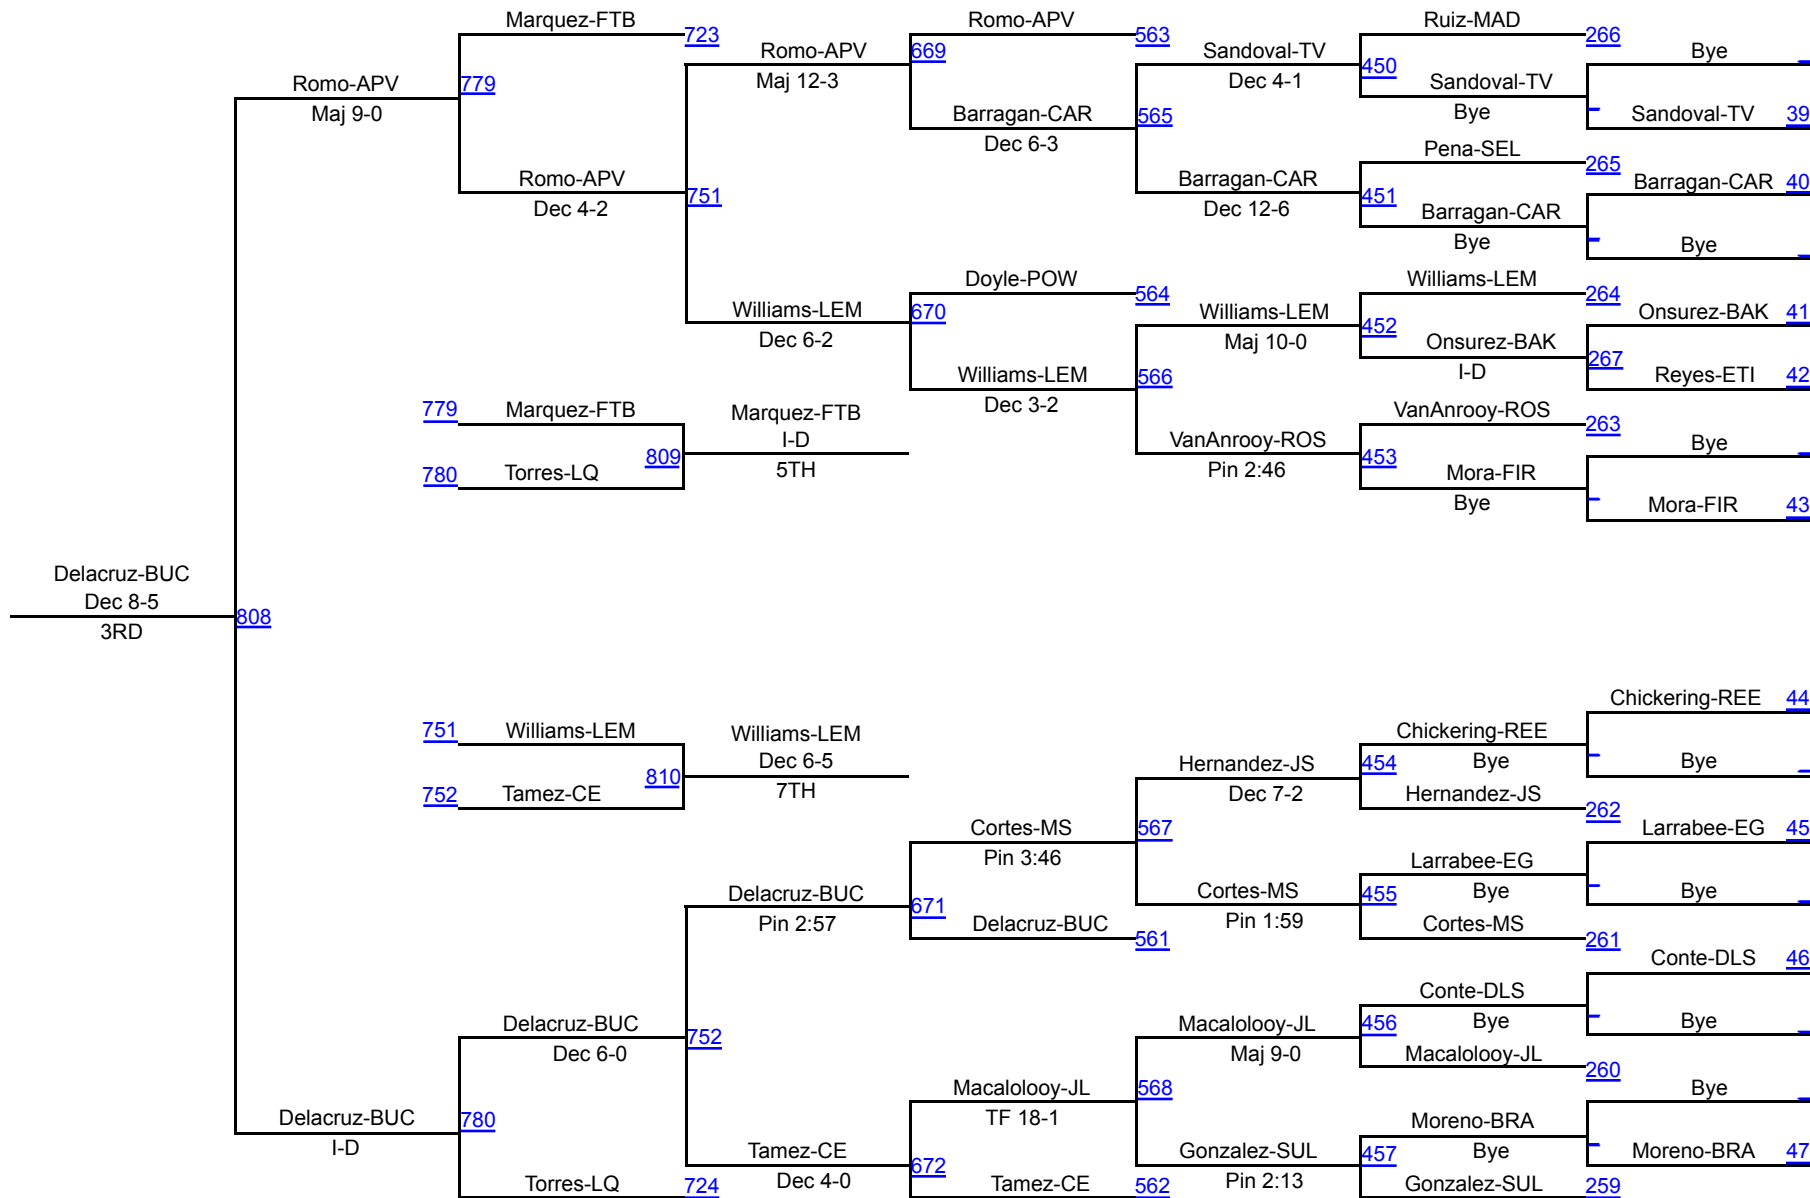 Marquez-FTB
723
Romo-APV
563
Ruiz-MAD
266
Romo-APV
669
Sandoval-TV
Bye
Romo-APV
779
Maj 12-3
Dec 4-1
450
Sandoval-TV
Maj 9-0
Barragan-CAR
565
Bye
Sandoval-TV
39
Dec 6-3
Pena-SEL
265
Romo-APV
751
Barragan-CAR
451
Barragan-CAR
40
Dec 4-2
Dec 12-6
Barragan-CAR
Bye
Bye
Doyle-POW
564
Williams-LEM
264
Williams-LEM
670
Williams-LEM
452
Onsurez-BAK
41
Dec 6-2
Maj 10-0
Onsurez-BAK
267
Williams-LEM
566
I-D
Reyes-ETI
42
Dec 3-2
779
Marquez-FTB
Marquez-FTB
VanAnrooy-ROS
263
I-D
VanAnrooy-ROS
453
Bye
780
Torres-LQ
809
5TH
Pin 2:46
Mora-FIR
Bye
Mora-FIR
43
Delacruz-BUC
Dec 8-5
808
3RD
Chickering-REE
44
751
Williams-LEM
Williams-LEM
Chickering-REE
Dec 6-5
Hernandez-JS
454
Bye
Bye
752
Tamez-CE
810
7TH
Dec 7-2
Hernandez-JS
262
Cortes-MS
567
Larrabee-EG
45
Pin 3:46
Larrabee-EG
Delacruz-BUC
671
Cortes-MS
455
Bye
Bye
Pin 2:57
Delacruz-BUC
561
Pin 1:59
Cortes-MS
261
Conte-DLS
46
Conte-DLS
Delacruz-BUC
752
Macalolooy-JL
456
Bye
Bye
Dec 6-0
Maj 9-0
Macalolooy-JL
260
Macalolooy-JL
568
Bye
Delacruz-BUC
780
TF 18-1
Moreno-BRA
I-D
Tamez-CE
672
Gonzalez-SUL
457
Bye
Moreno-BRA
47
Torres-LQ
724
Dec 4-0
Tamez-CE
562
Pin 2:13
Gonzalez-SUL
259